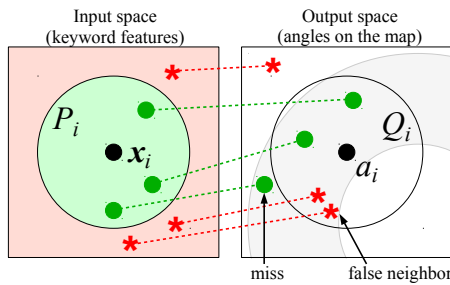 Input space
(keyword features)
Output space
(angles on the map)
P_i
x_i
Q_i
a_i
miss
false neighbor